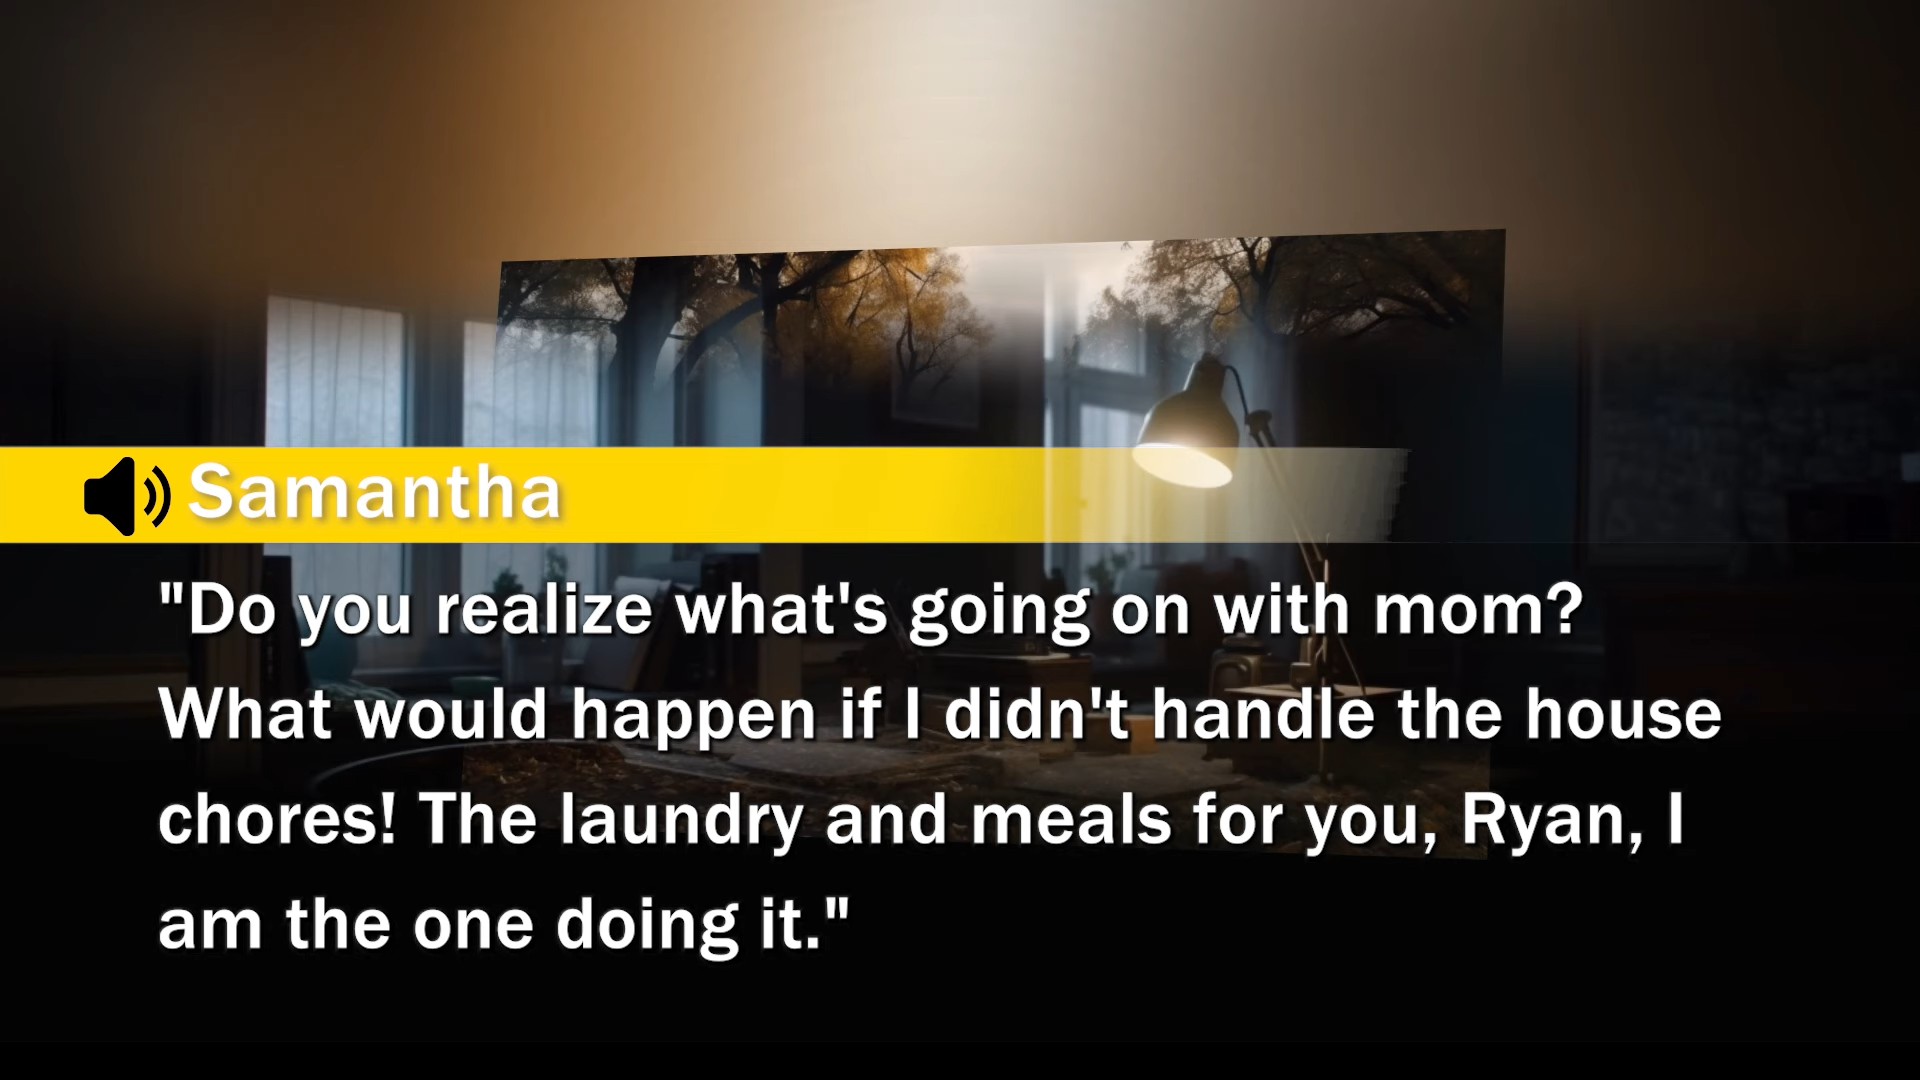 Samantha
"Do you realize what's going on with mom?
What would happen if I didn't handle the house
chores! The laundry and meals for you, Ryan, I
am the one doing it."